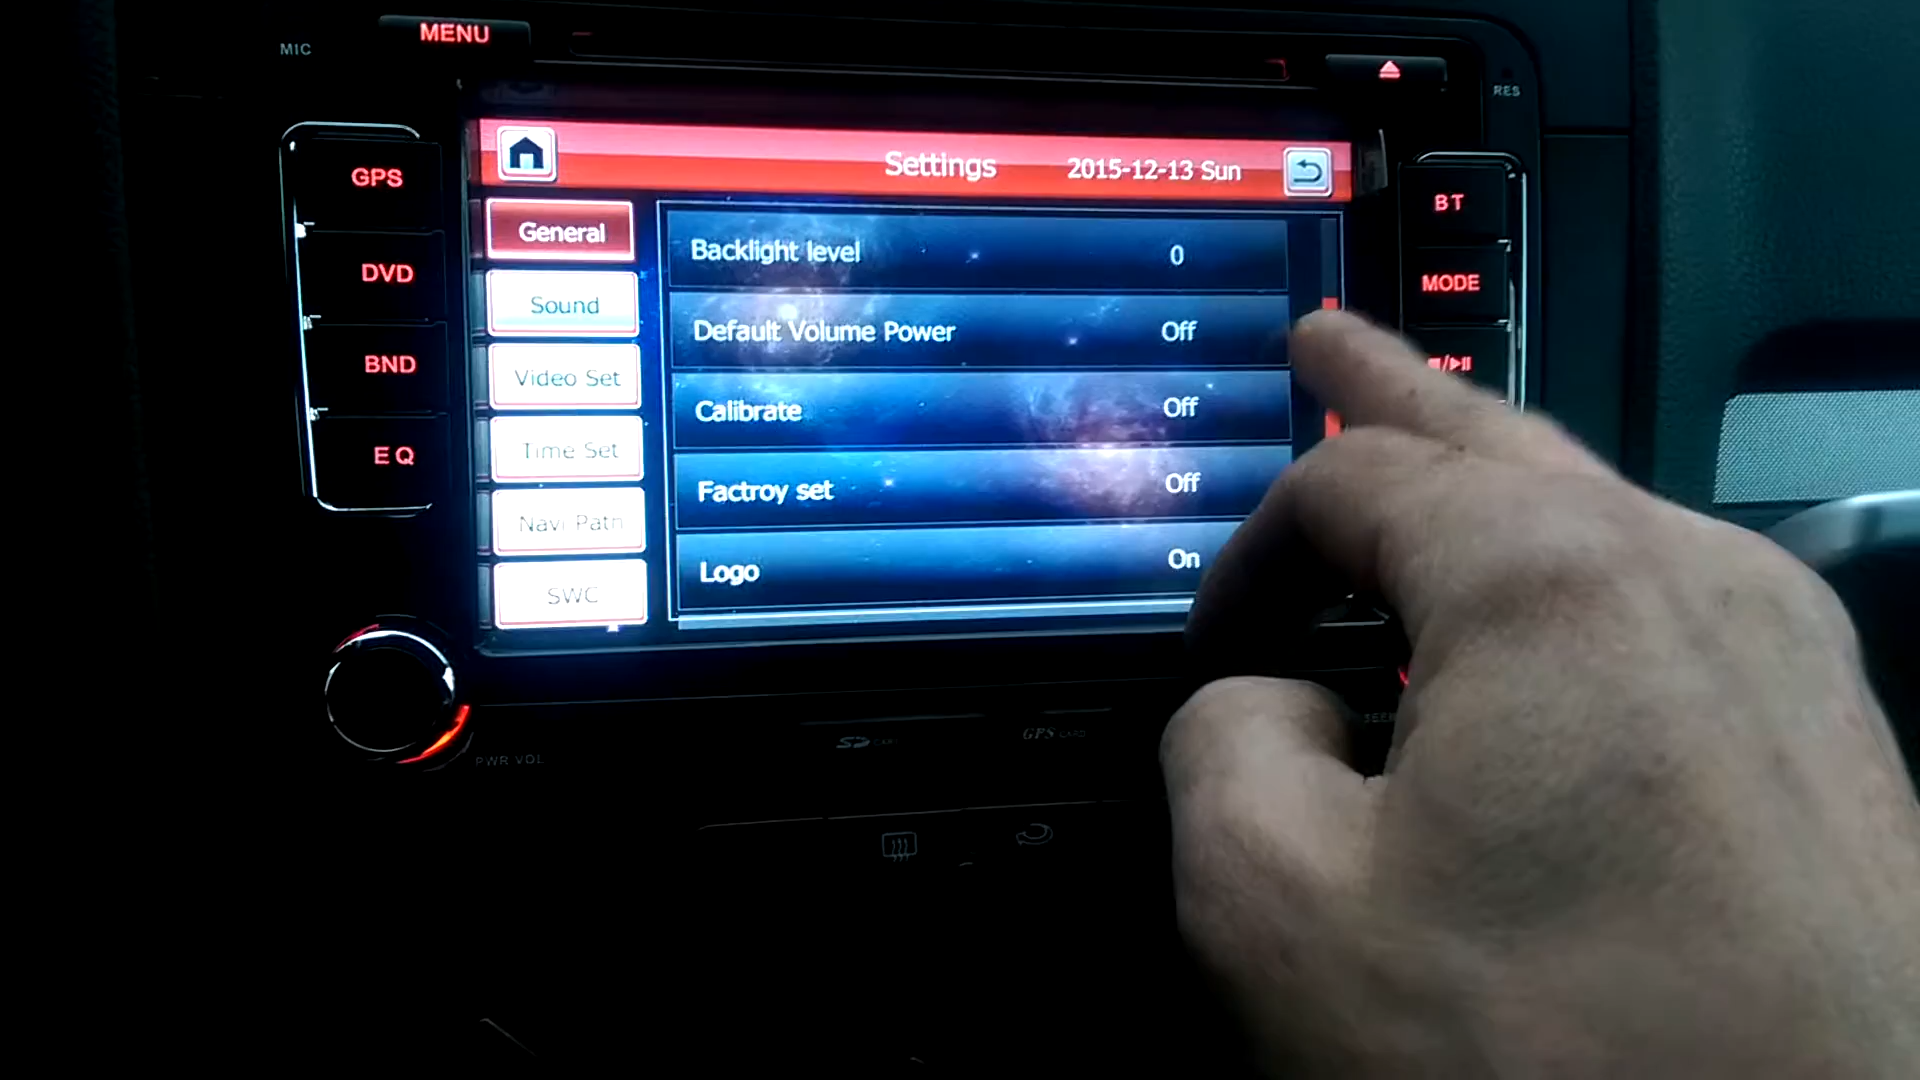 MIC
MENU
RES
GPS
DVD
BND
EQ
Settings
2015-12-13 Sun
General
Sound
Video Set
Time Set
Navi Path
SWC
Backlight level
0
Default Volume Power
Off
Calibrate
Off
Factroy set
Off
Logo
On
BT
MODE
PWR VOL
SD CARD
GPS CARD